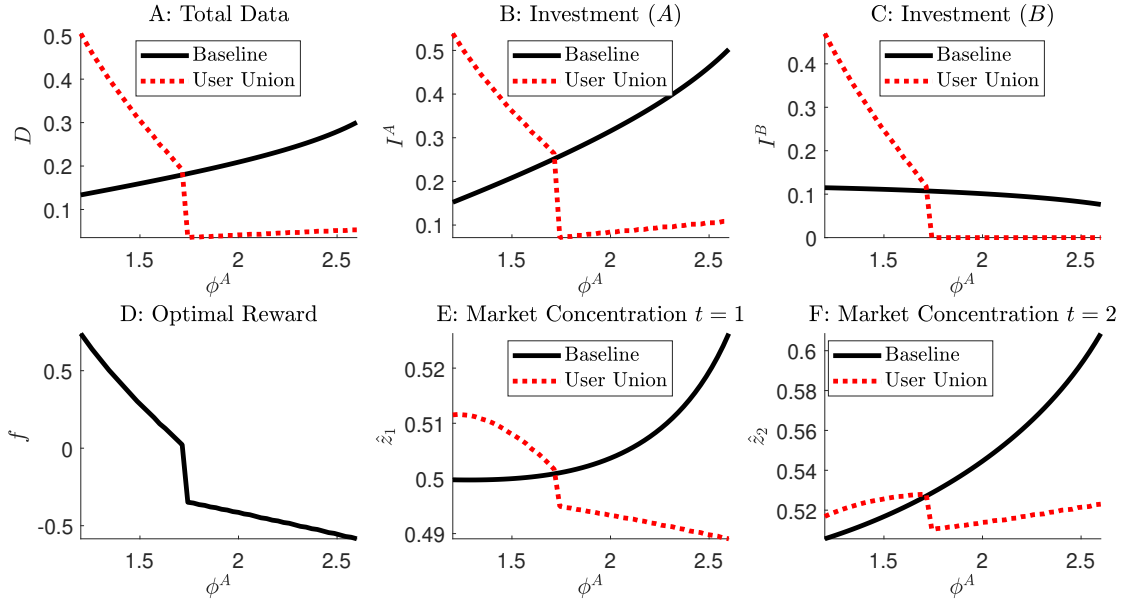 A: Total Data
Baseline
User Union
D
0.5
0.4
0.3
0.2
0.1
1.5
2
2.5
ϕ^A
B: Investment (A)
Baseline
User Union
I^A
0.5
0.4
0.3
0.2
0.1
1.5
2
2.5
ϕ^A
C: Investment (B)
Baseline
User Union
I^B
0.4
0.3
0.2
0.1
0
1.5
2
2.5
ϕ^A
D: Optimal Reward
f
0.5
0
-0.5
1.5
2
2.5
ϕ^A
E: Market Concentration t = 1
Baseline
User Union
ẑ_1
0.52
0.51
0.5
0.49
1.5
2
2.5
ϕ^A
F: Market Concentration t = 2
Baseline
User Union
ẑ_2
0.6
0.58
0.56
0.54
0.52
1.5
2
2.5
ϕ^A